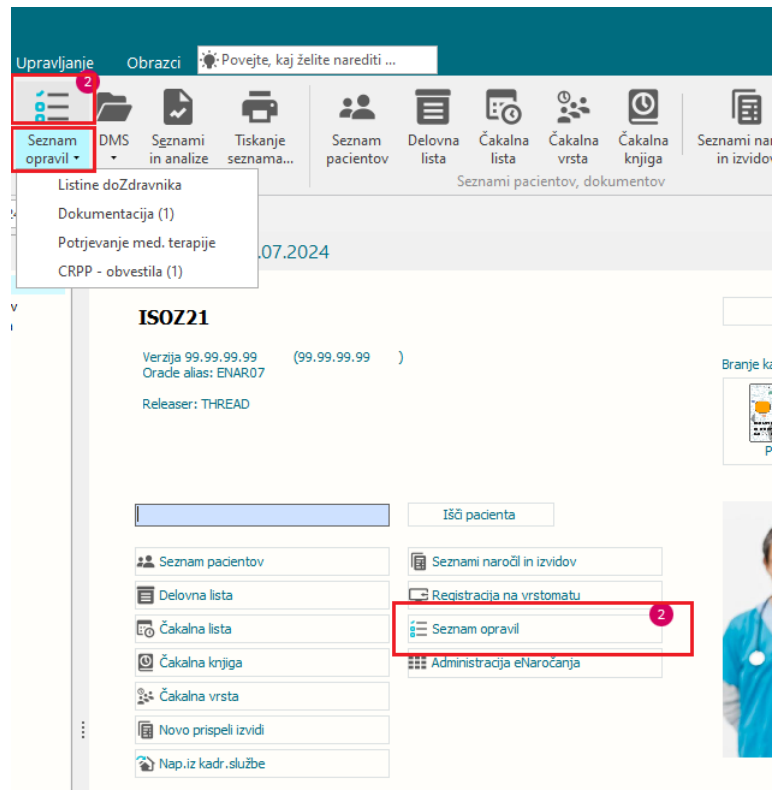 Upravljanje Obrazci Povejte, kaj želite narediti ...
2
Seznam opravil
DMS
Seznami in analize
Tiskanje seznama...
Seznam pacientov
Delovna lista
Čakalna lista
Čakalna vrsta
Čakalna knjiga
in izvidov
Seznami pacientov, dokumentov
Listine doZdravnika
Dokumentacija (1)
Potrjevanje med. terapije
CRPP - obvestila (1)
.07.2024
ISOZ21
Verzija 99.99.99.99 (99.99.99.99 )
Oracle alias: ENAR07
Releaser: THREAD
Branje
Išči pacienta
Seznam pacientov
Seznami naročil in izvidov
Delovna lista
Registracija na vrstomatu
Čakalna lista
Seznam opravil
2
Čakalna knjiga
Administracija eNaročanja
Čakalna vrsta
Novo prispeli izvidi
Nap.iz kadr.službe